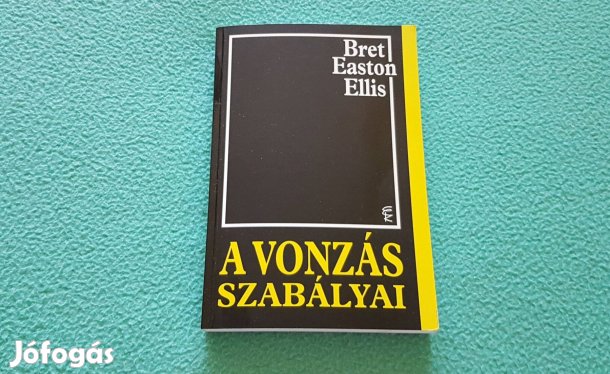 Bret
Easton
Ellis
A VONZÁS
SZABÁLYAI
Jófogás